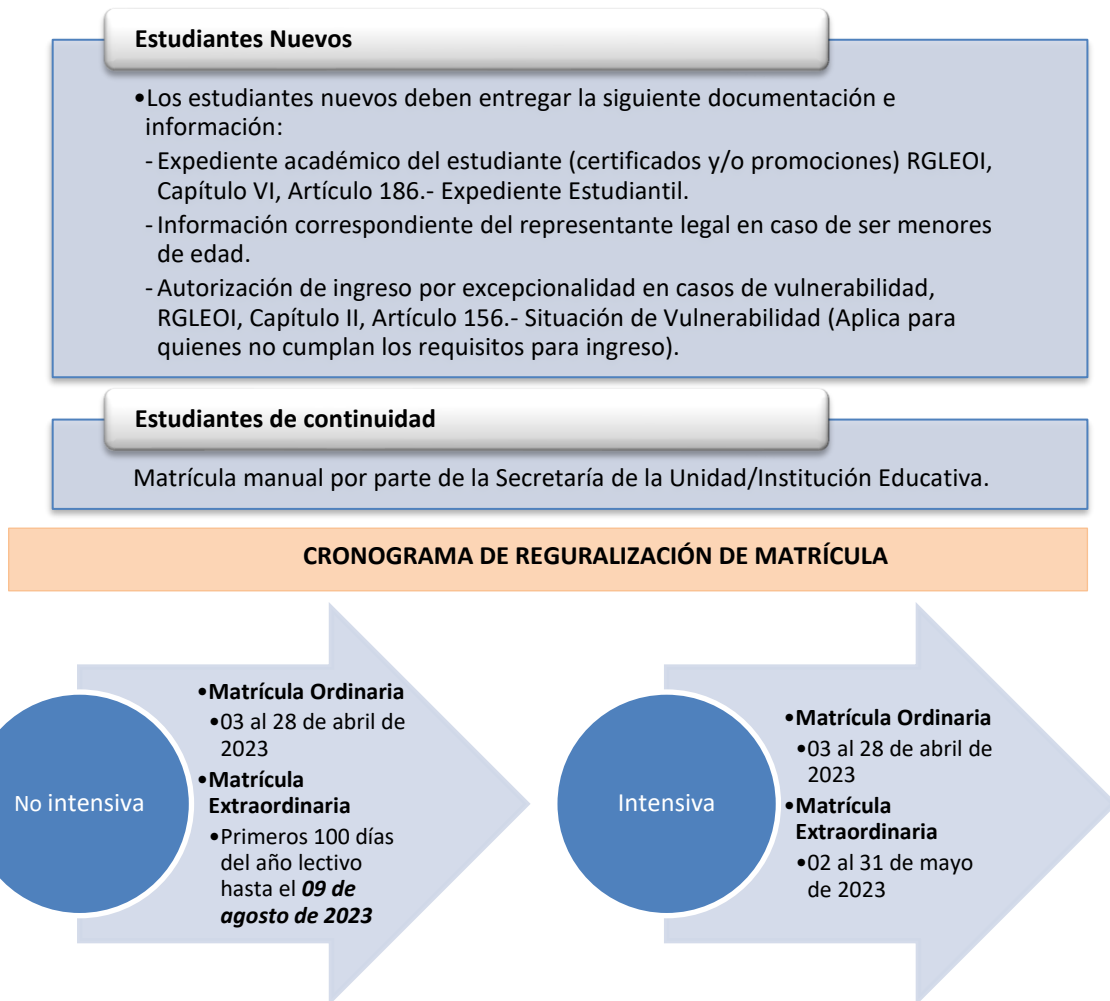 Estudiantes Nuevos
•Los estudiantes nuevos deben entregar la siguiente documentación e
información:
- Expediente académico del estudiante (certificados y/o promociones) RGLEOI,
Capítulo VI, Artículo 186.- Expediente Estudiantil.
- Información correspondiente del representante legal en caso de ser menores
de edad.
- Autorización de ingreso por excepcionalidad en casos de vulnerabilidad,
RGLEOI, Capítulo II, Artículo 156.- Situación de Vulnerabilidad (Aplica para
quienes no cumplan los requisitos para ingreso).
Estudiantes de continuidad
Matrícula manual por parte de la Secretaría de la Unidad/Institución Educativa.
CRONOGRAMA DE REGURALIZACIÓN DE MATRÍCULA
No intensiva
•Matrícula Ordinaria
•03 al 28 de abril de
2023
•Matrícula
Extraordinaria
•Primeros 100 días
del año lectivo
hasta el 09 de
agosto de 2023
Intensiva
•Matrícula Ordinaria
•03 al 28 de abril de
2023
•Matrícula
Extraordinaria
•02 al 31 de mayo
de 2023